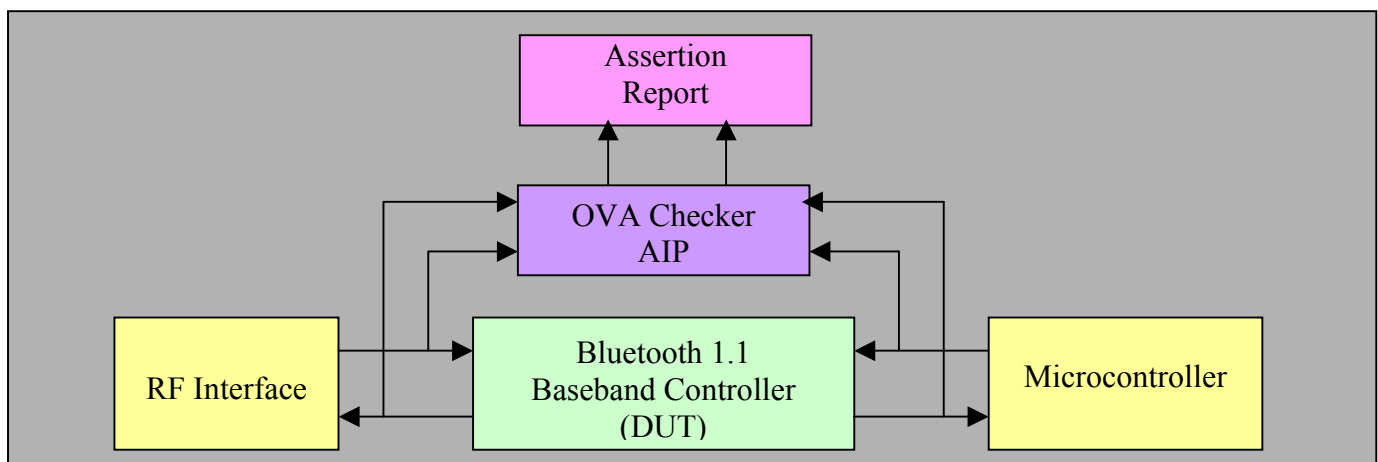 Assertion
Report
OVA Checker
AIP
RF Interface
Bluetooth 1.1
Baseband Controller
(DUT)
Microcontroller